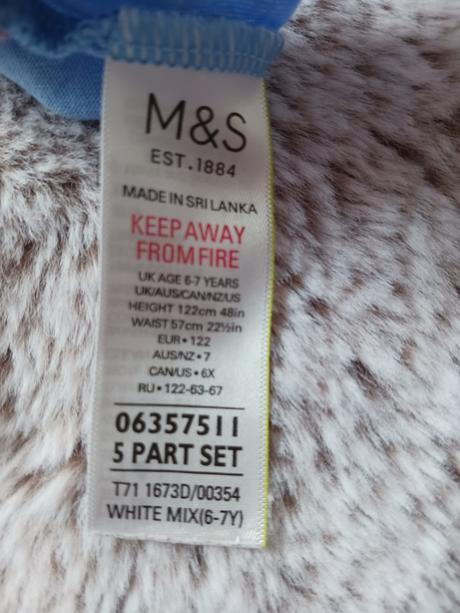 M&S
EST.1884
MADE IN SRI LANKA
KEEP AWAY
FROM FIRE
UK AGE 6-7 YEARS
UK/AUS/CAN/NZ/US
HEIGHT 122cm 48in
WAIST 57cm 22½in
EUR•122
AUS/NZ•7
CAN/US•6X
RU•122-63-67
06357511
5 PART SET
T71 1673D/00354
WHITE MIX(6-7Y)